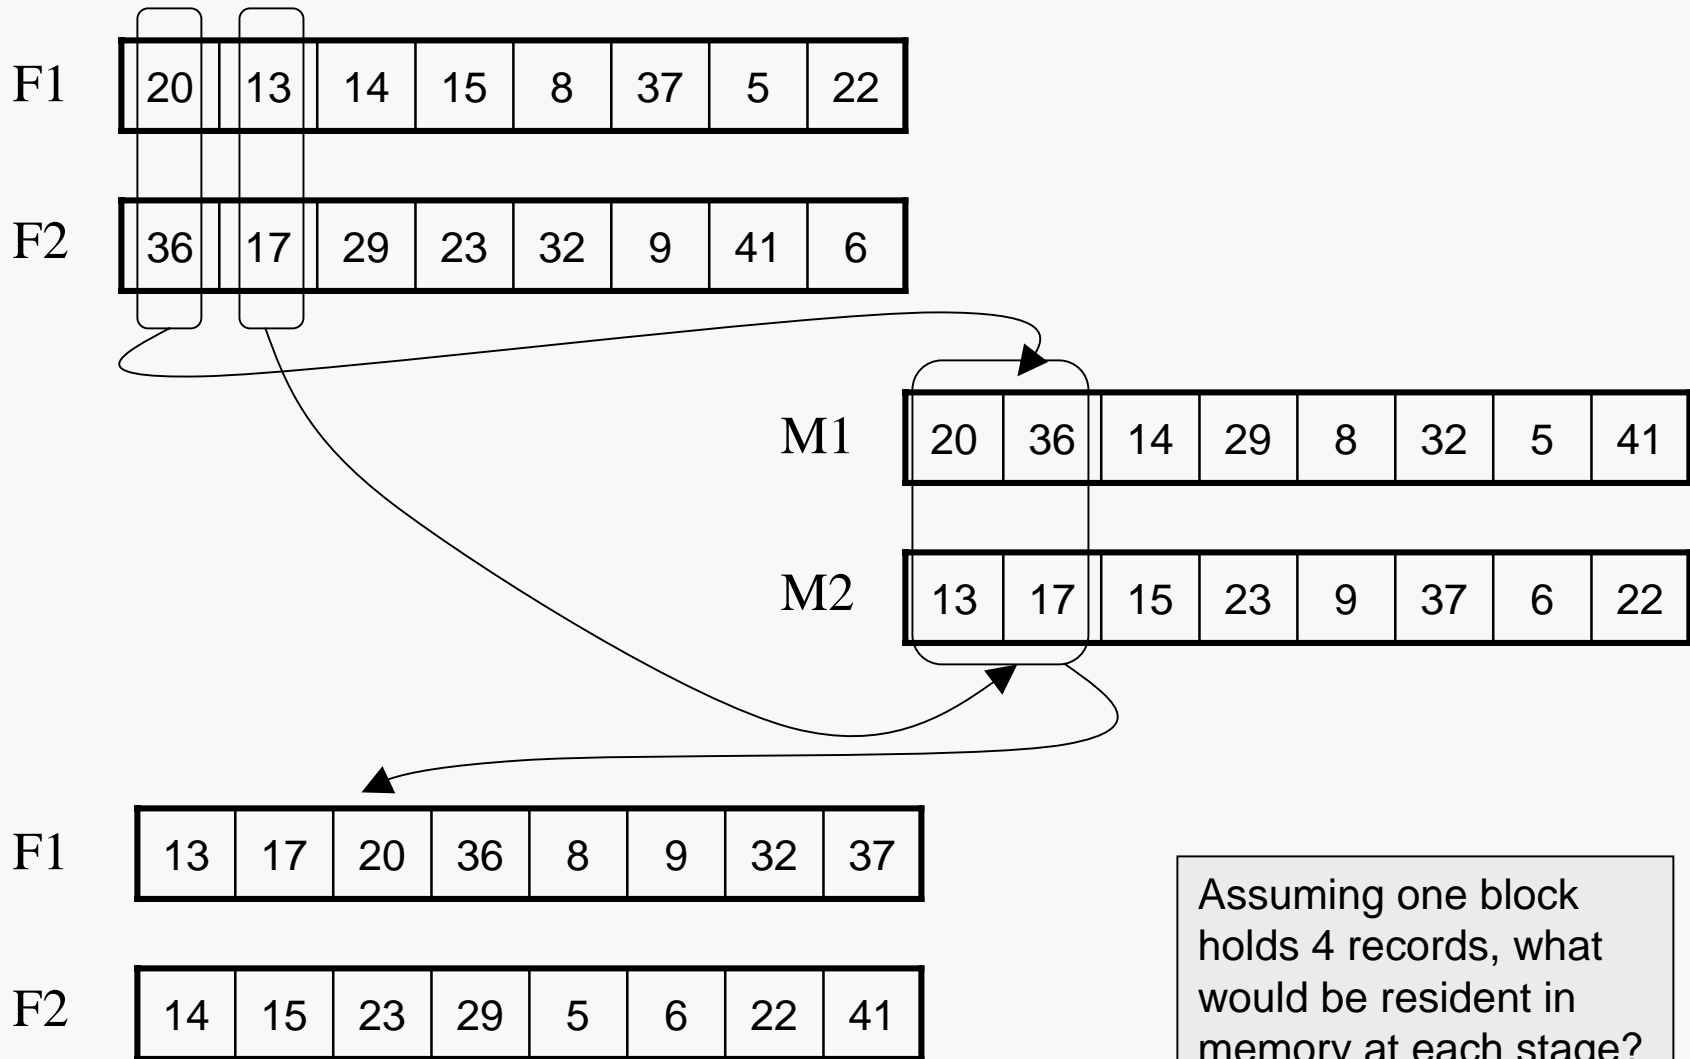 F1 20 13 14 15 8 37 5 22
F2 36 17 29 23 32 9 41 6
M1 20 36 14 29 8 32 5 41
M2 13 17 15 23 9 37 6 22
F1 13 17 20 36 8 9 32 37
F2 14 15 23 29 5 6 22 41
Assuming one block
holds 4 records, what
would be resident in
memory at each stage?